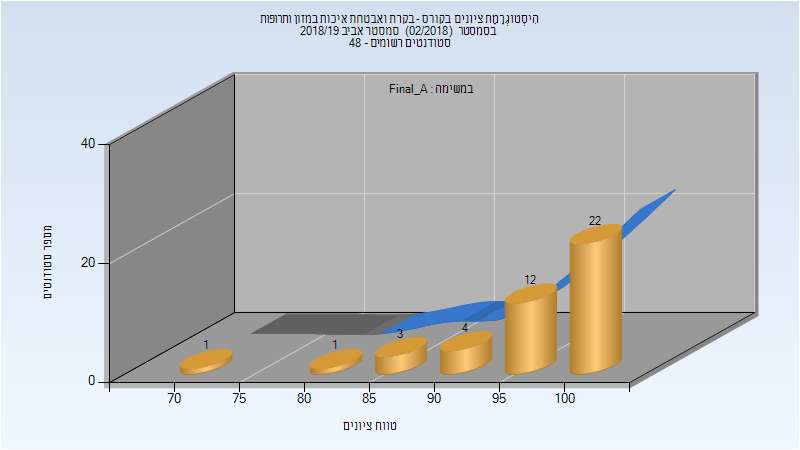 הִיסְטוֹגְרָמַת ציונים בקורס - בקרת ואבטחת איכות במזון ותרופות
בסמסטר (02/2018) סמסטר אביב 2018/19
סטודנטים רשומים - 48
במשימה : Final_A
מספר סטודנטים
40
20
0
1
1
3
4
12
22
70
75
80
85
90
95
100
טווח ציונים